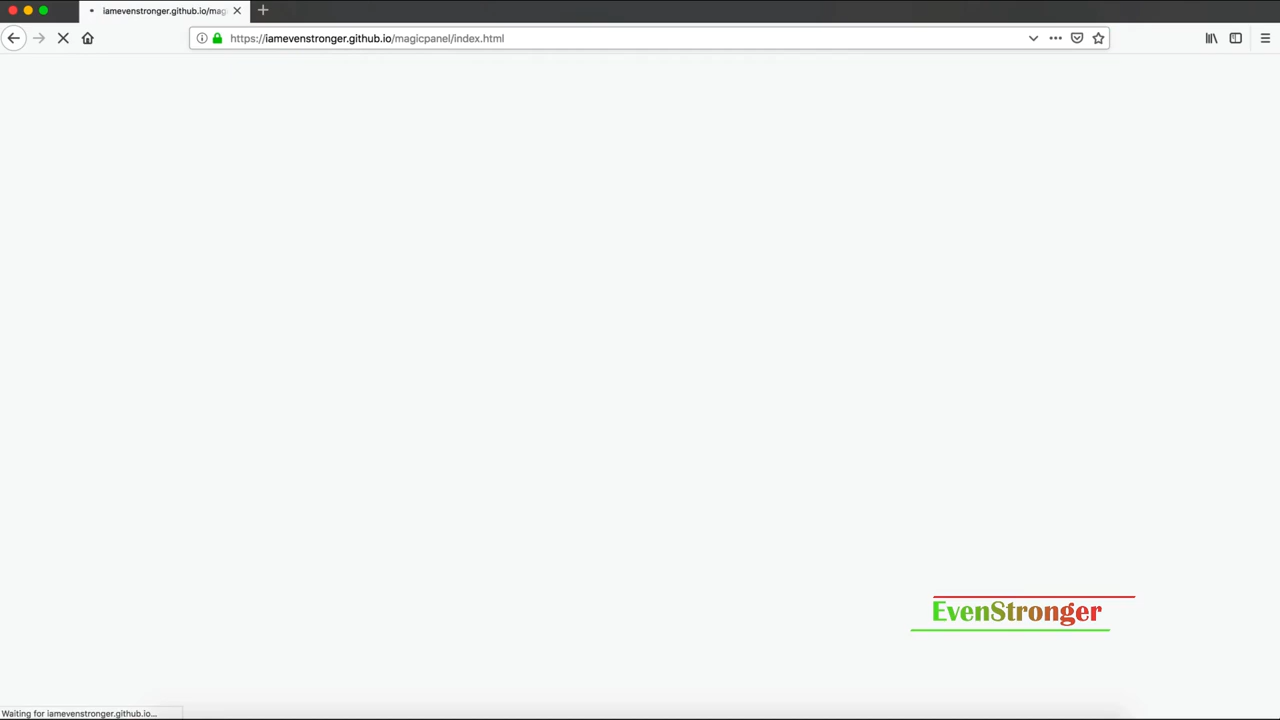 iamevenstronger.github.io/mag
https://iamevenstronger.github.io/magicpanel/index.html
EvenStronger
Waiting for iamevenstronger.github.io...